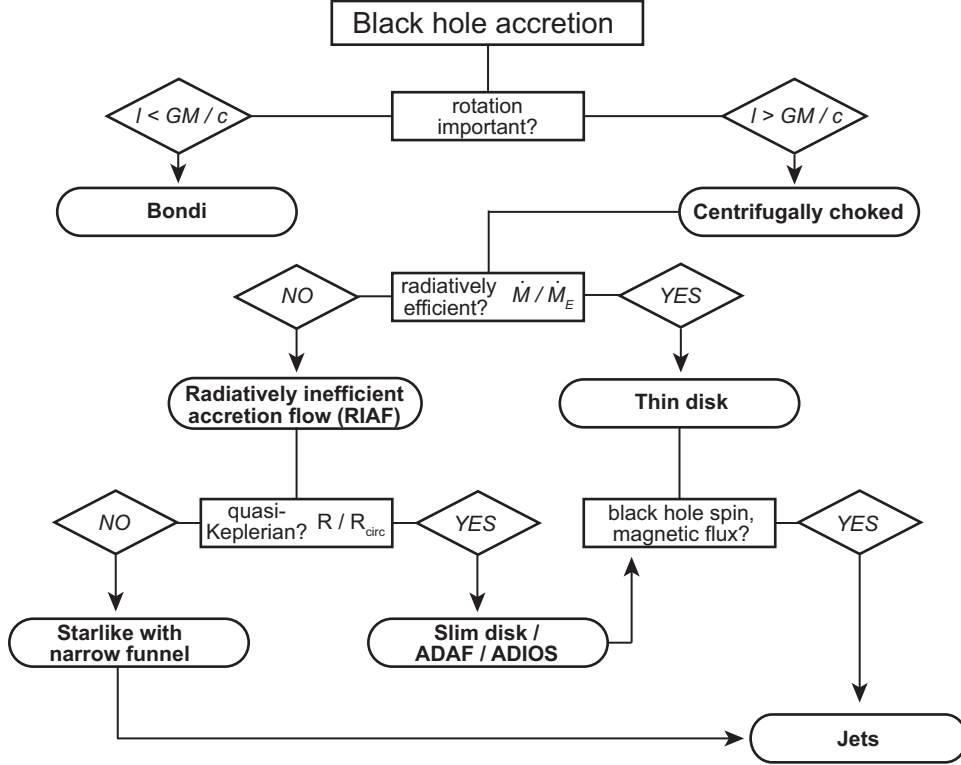 Black hole accretion
l < GM / c
rotation
important?
l > GM / c
Bondi
Centrifugally choked
NO
radiatively
efficient? Ṁ / Ṁ_E
YES
Radiatively inefficient
accretion flow (RIAF)
Thin disk
NO
quasi-
Keplerian? R / R_circ
YES
black hole spin,
magnetic flux?
YES
Starlike with
narrow funnel
Slim disk /
ADAF / ADIOS
Jets